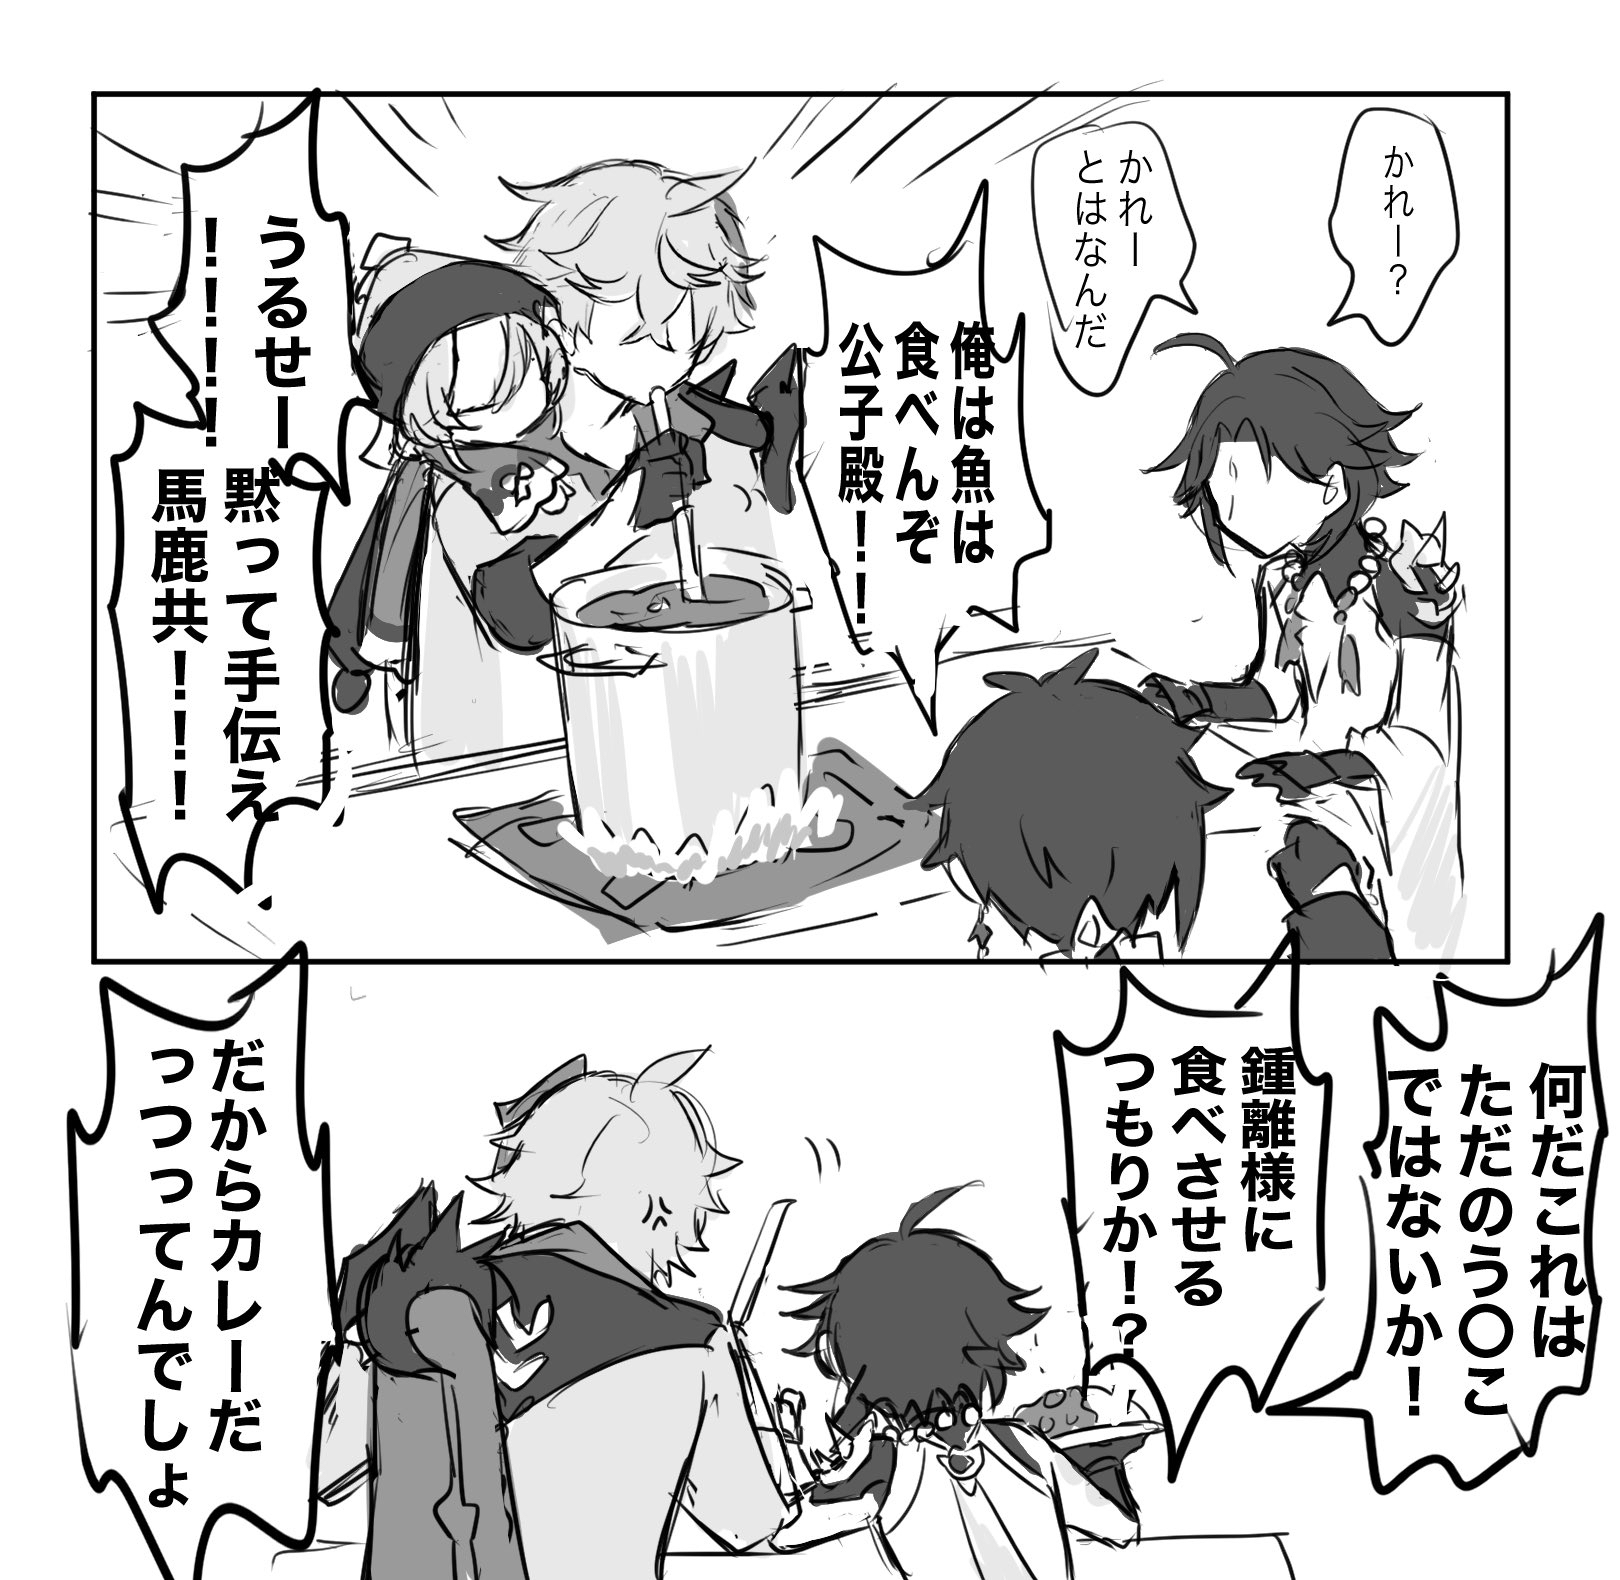 かれー?
かれー
とはなんだ
俺は魚は
食べんぞ
公子殿!!!
うるせー
!!!!!
黙って手伝え
馬鹿共!!!!
何だこれは
ただのう〇こ
ではないか!
鍾離様に
食べさせる
つもりか!?
だからカレーだ
っつってんでしょ